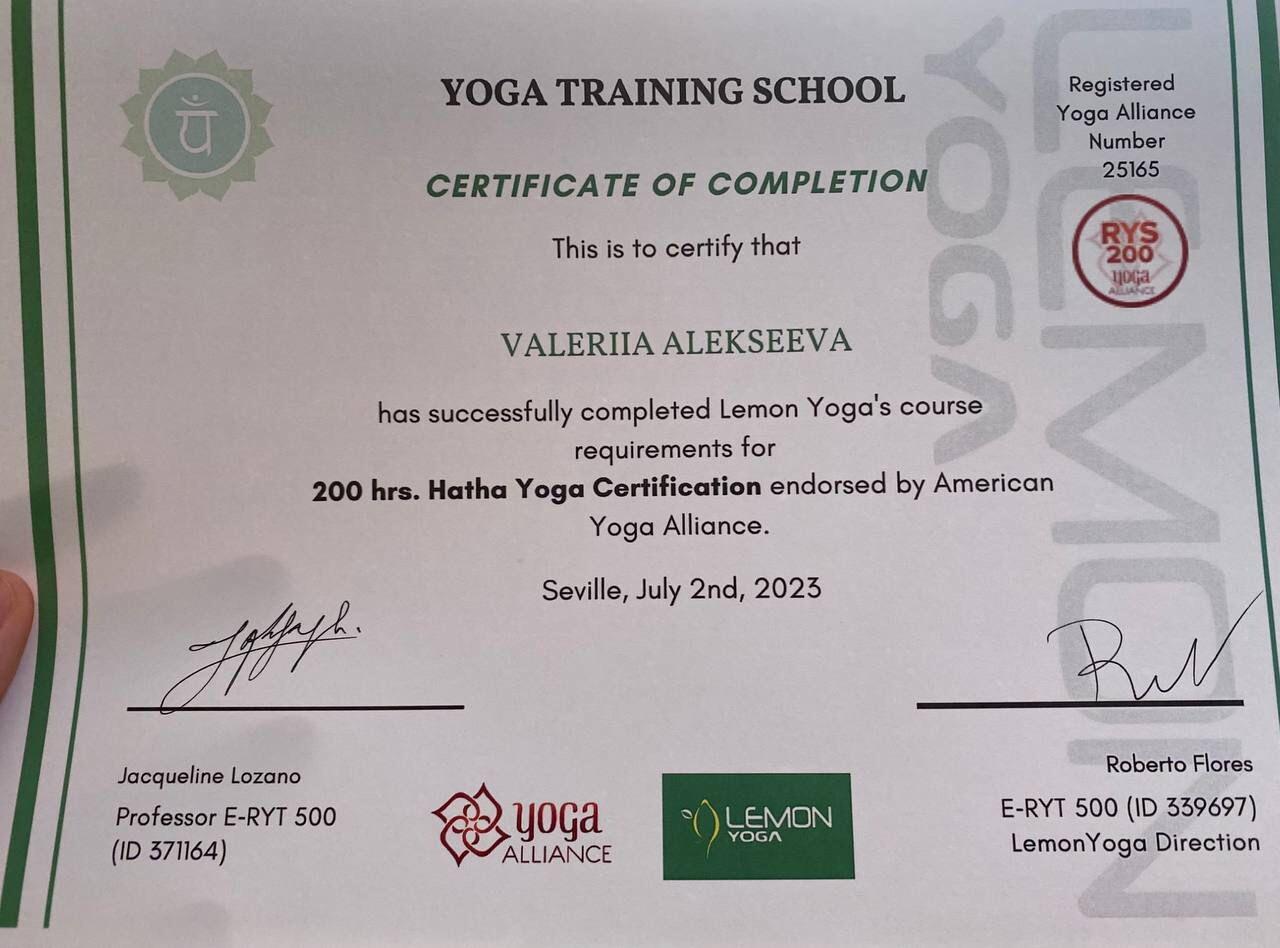 YOGA TRAINING SCHOOL
Registered
Yoga Alliance
Number
25165
CERTIFICATE OF COMPLETION
RYS
200
yoga
ALLIANCE
This is to certify that
VALERIIA ALEKSEEVA
has successfully completed Lemon Yoga's course
requirements for
200 hrs. Hatha Yoga Certification endorsed by American
Yoga Alliance.
Seville, July 2nd, 2023
Jacqueline Lozano
Professor E-RYT 500
(ID 371164)
yoga
ALLIANCE
LEMON
YOGA
Roberto Flores
E-RYT 500 (ID 339697)
LemonYoga Direction
LEMON
YOGA